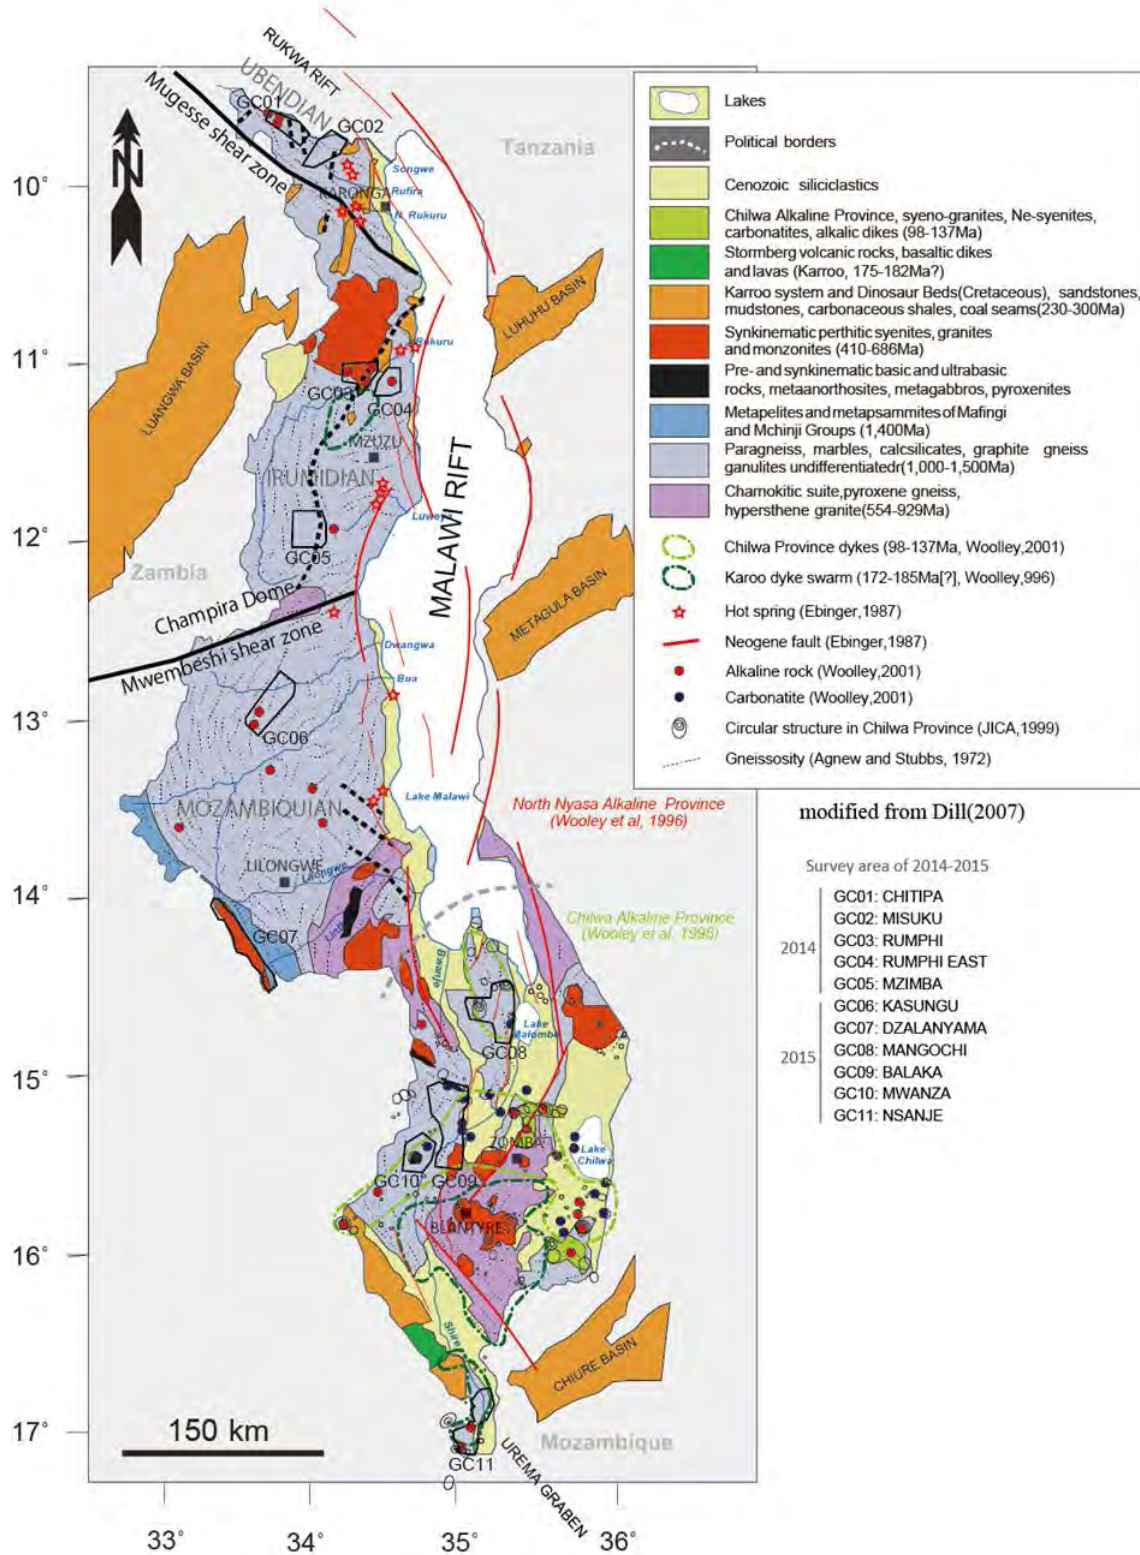 RUKWA RIFT
UBENDIAN
Mugesse shear zone
GC01
GC02
Tanzania
N
10°
Songwe
KARONGA
Rufira
n. Rukuru
LUHUHU BASIN
11°
LUANGWA BASIN
Rukuru
GC03
GC04
MZUZU
MALAWI RIFT
IRUMIDIAN
12°
GC05
Zambia
Champira Dome
METAGULA BASIN
Mwembeshi shear zone
Dwangwa
Bua
13°
GC06
Lake Malawi
MOZAMBIQUIAN
North Nyasa Alkaline Province
(Wooley et al, 1996)
LILONGWE
Lilongwe
14°
GC07
Chilwa Alkaline Province
(Wooley et al. 1996)
Lake
Malombe
GC08
15°
ZOMBA
Lake
Chilwa
GC10
GC09
BLANTYRE
16°
Shire
CHIURE BASIN
150 km
17°
Mozambique
GC11
UREMA GRABEN
33°
34°
35°
36°
Lakes
Political borders
Cenozoic siliciclastics
Chilwa Alkaline Province, syeno-granites, Ne-syenites,
carbonatites, alkalic dikes (98-137Ma)
Stormberg volcanic rocks, basaltic dikes
and lavas (Karroo, 175-182Ma?)
Karroo system and Dinosaur Beds(Cretaceous), sandstones,
mudstones, carbonaceous shales, coal seams(230-300Ma)
Synkinematic perthitic syenites, granites
and monzonites (410-686Ma)
Pre- and synkinematic basic and ultrabasic
rocks, metaanorthosites, metagabbros, pyroxenites
Metapelites and metapsammites of Mafingi
and Mchinji Groups (1,400Ma)
Paragneiss, marbles, calcsilicates, graphite gneiss
ganulites undifferentiatedr(1,000-1,500Ma)
Charnokitic suite,pyroxene gneiss,
hypersthene granite(554-929Ma)
Chilwa Province dykes (98-137Ma, Woolley,2001)
Karoo dyke swarm (172-185Ma[?], Woolley,996)
Hot spring (Ebinger,1987)
Neogene fault (Ebinger,1987)
Alkaline rock (Woolley,2001)
Carbonatite (Woolley,2001)
Circular structure in Chilwa Province (JICA,1999)
Gneissosity (Agnew and Stubbs, 1972)
modified from Dill(2007)
Survey area of 2014-2015
2014
GC01: CHITIPA
GC02: MISUKU
GC03: RUMPHI
GC04: RUMPHI EAST
GC05: MZIMBA
2015
GC06: KASUNGU
GC07: DZALANYAMA
GC08: MANGOCHI
GC09: BALAKA
GC10: MWANZA
GC11: NSANJE